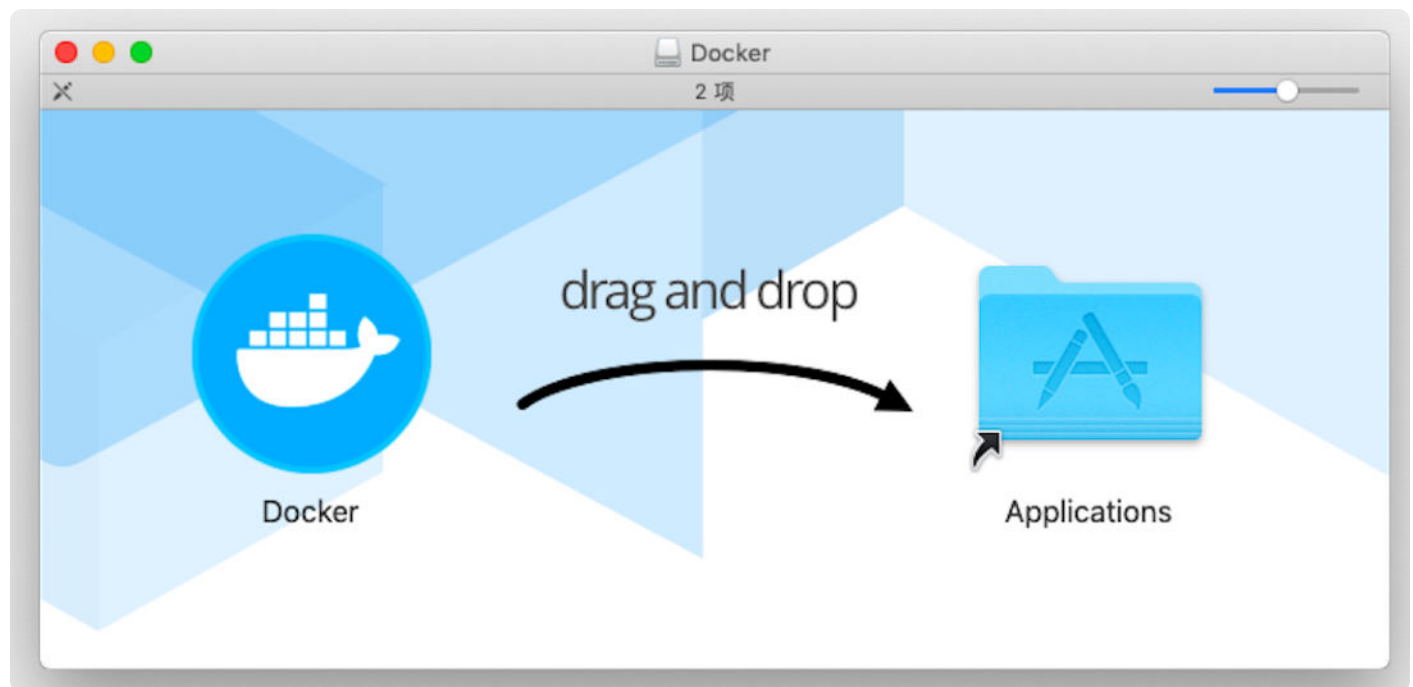 Docker
2 项
drag and drop
Docker
Applications